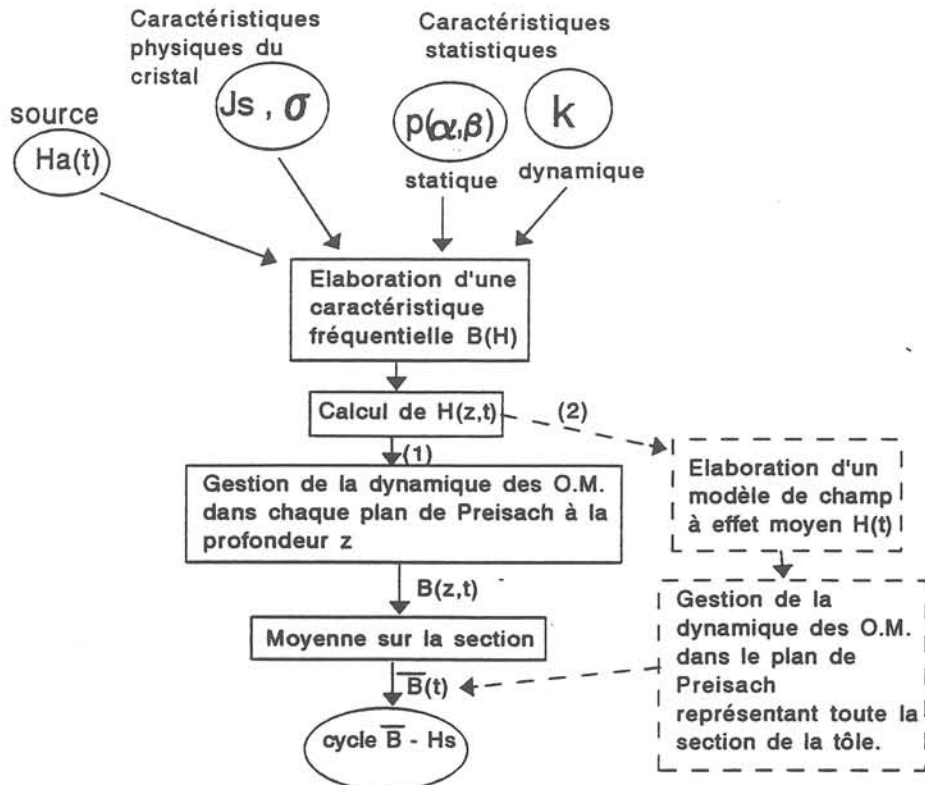 Caractéristiques
physiques du
cristal
Caractéristiques
statistiques
source
Ha(t)
Js , σ
p(α,β)
k
statique
dynamique
Elaboration d'une
caractéristique
fréquentielle B(H)
Calcul de H(z,t)
(2)
(1)
Gestion de la dynamique des O.M.
dans chaque plan de Preisach à la
profondeur z
Elaboration d'un
modèle de champ
à effet moyen H(t)
B(z,t)
Moyenne sur la section
Gestion de la
dynamique des O.M.
dans le plan de
Preisach
représentant toute la
section de la tôle.
B̅(t)
cycle B̅ - Hs